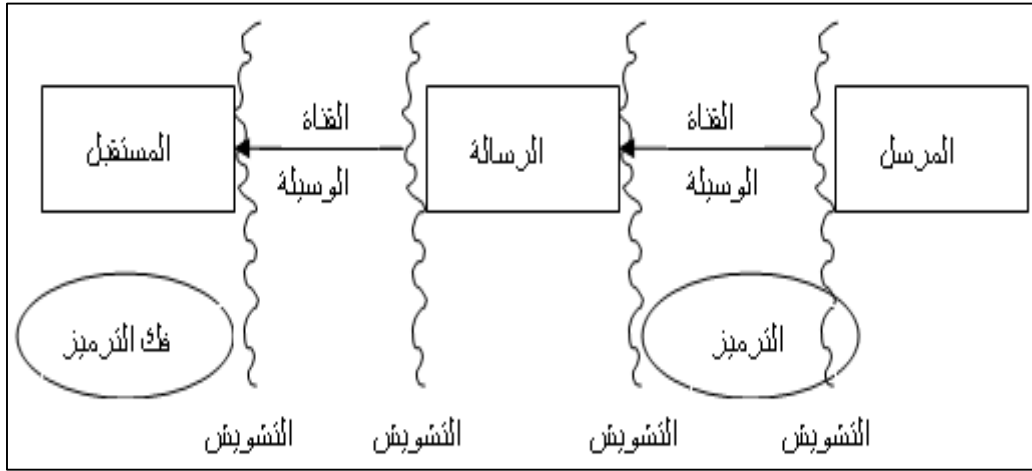 المرسل
القناة
الوسيلة
الرسالة
القناة
الوسيلة
المستقبل
الترميز
فك الترميز
التشويش
التشويش
التشويش
التشويش